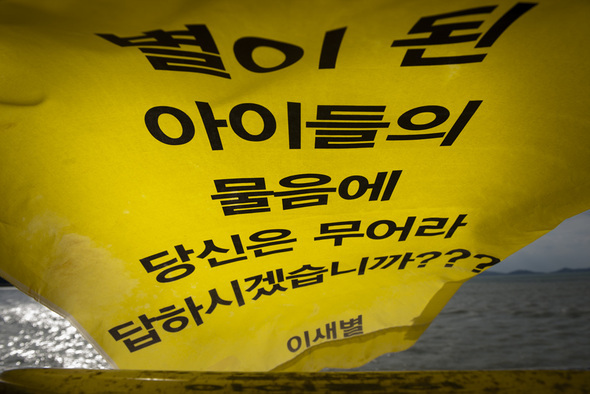 별이 된
아이들의
물음에
당신은 무어라
답하시겠습니까???
이새별